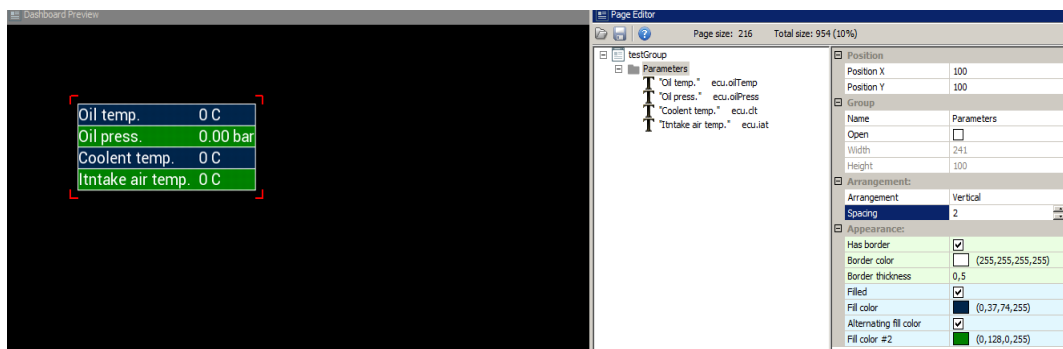 Dashboard Preview
Oil temp. 0 C
Oil press. 0.00 bar
Coolent temp. 0 C
Itntake air temp. 0 C
Page Editor
Page size: 216 Total size: 954 (10%)
testGroup
Parameters
"Oil temp." ecu.oilTemp
"Oil press." ecu.oilPress
"Coolent temp." ecu.clt
"Itntake air temp." ecu.iat
Position
Position X 100
Position Y 100
Group
Name Parameters
Open
Width 241
Height 100
Arrangement:
Arrangement Vertical
Spacing 2
Appearance:
Has border
Border color (255,255,255,255)
Border thickness 0,5
Filled
Fill color (0,37,74,255)
Alternating fill color
Fill color #2 (0,128,0,255)